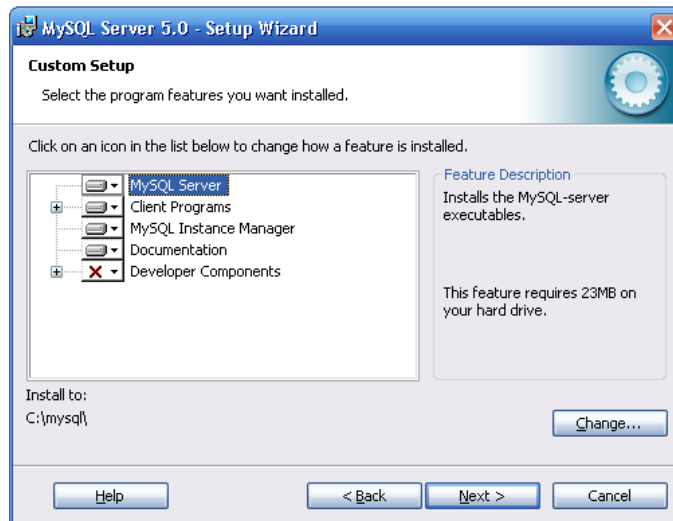 MySQL Server 5.0 - Setup Wizard
Custom Setup
Select the program features you want installed.
Click on an icon in the list below to change how a feature is installed.
MySQL Server
Client Programs
MySQL Instance Manager
Documentation
Developer Components
Feature Description
Installs the MySQL-server
executables.
This feature requires 23MB on
your hard drive.
Install to:
C:\mysql\
Change...
Help
< Back
Next >
Cancel